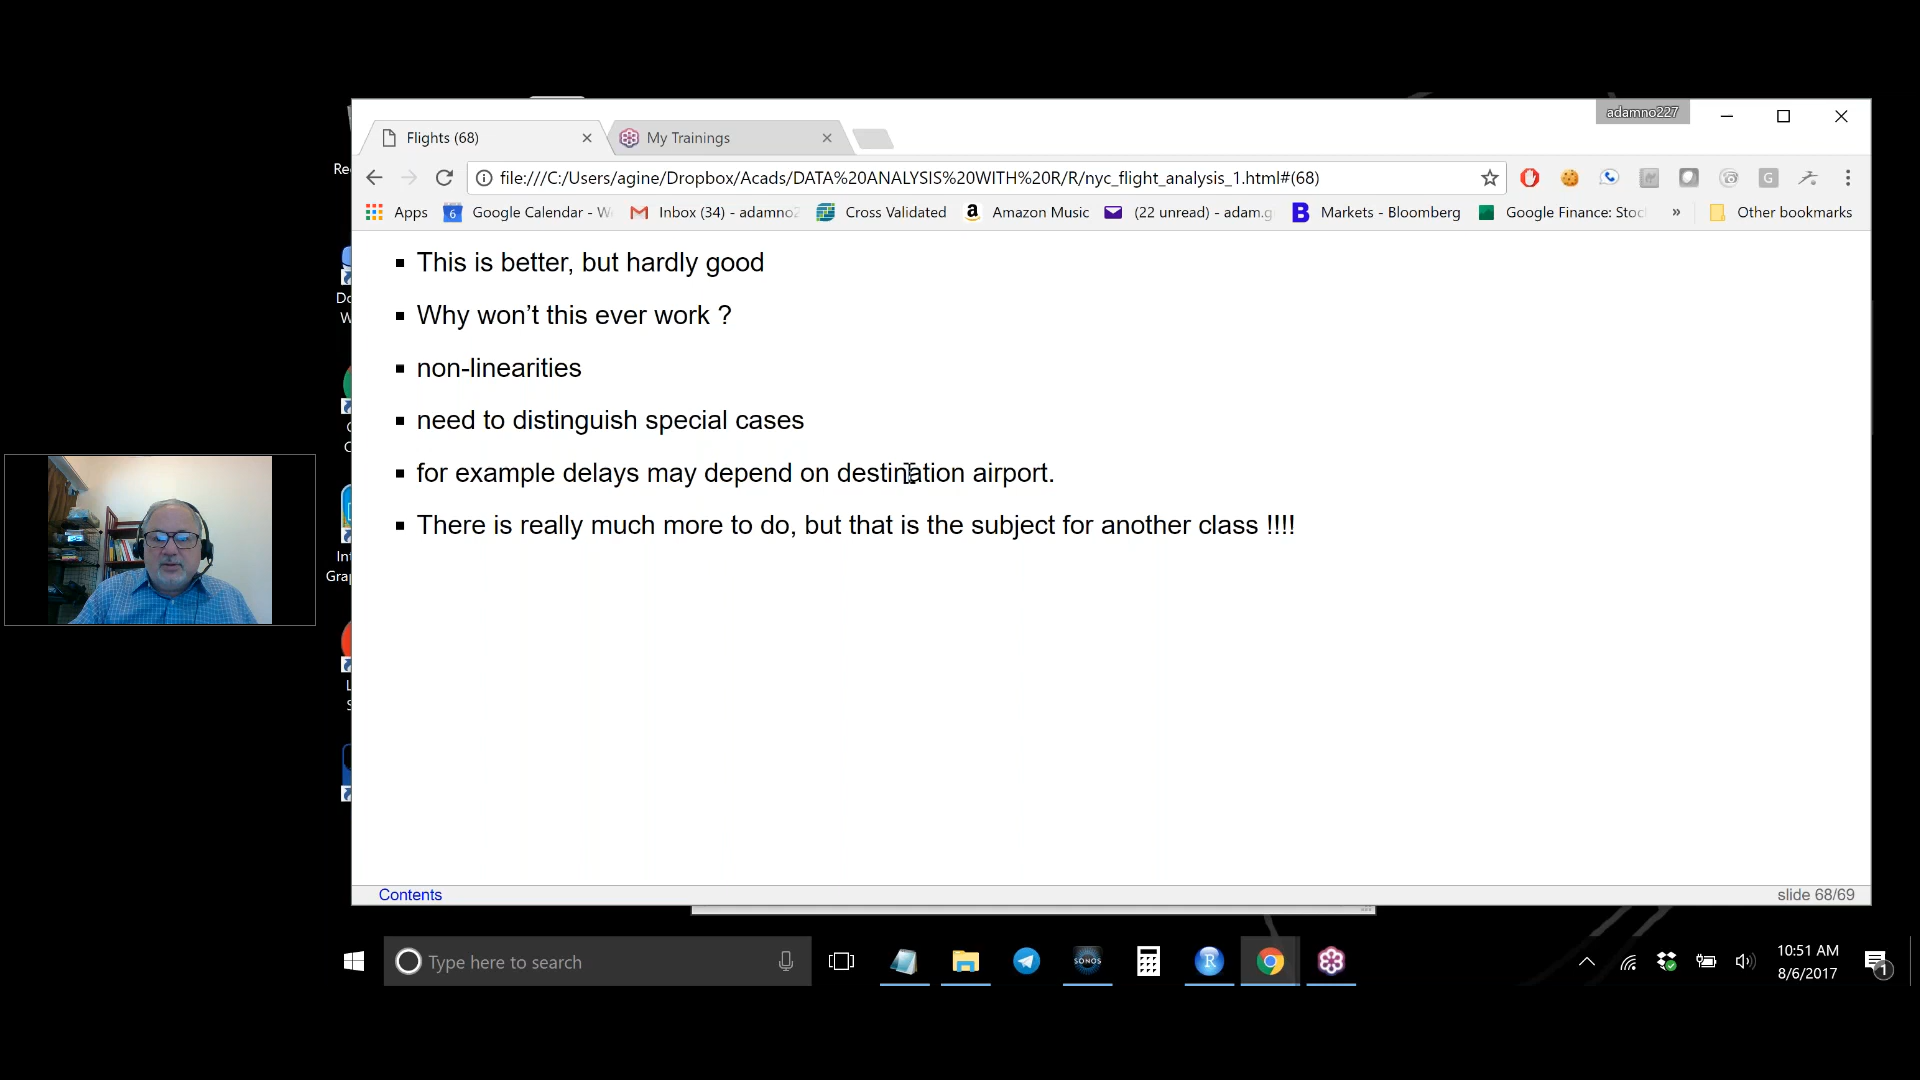 adamno227
Flights (68)
My Trainings
file:///C:/Users/agine/Dropbox/Acads/DATA%20ANALYSIS%20WITH%20R/R/nyc_flight_analysis_1.html#(68)
Apps
6
Google Calendar - W
Inbox (34) - adamno2
Cross Validated
Amazon Music
(22 unread) - adam.g
Markets - Bloomberg
Google Finance: Stoc
»
Other bookmarks
This is better, but hardly good
Why won’t this ever work ?
non-linearities
need to distinguish special cases
for example delays may depend on destination airport.
There is really much more to do, but that is the subject for another class !!!!
Contents
slide 68/69
Type here to search
SONOS
R
10:51 AM
8/6/2017
1